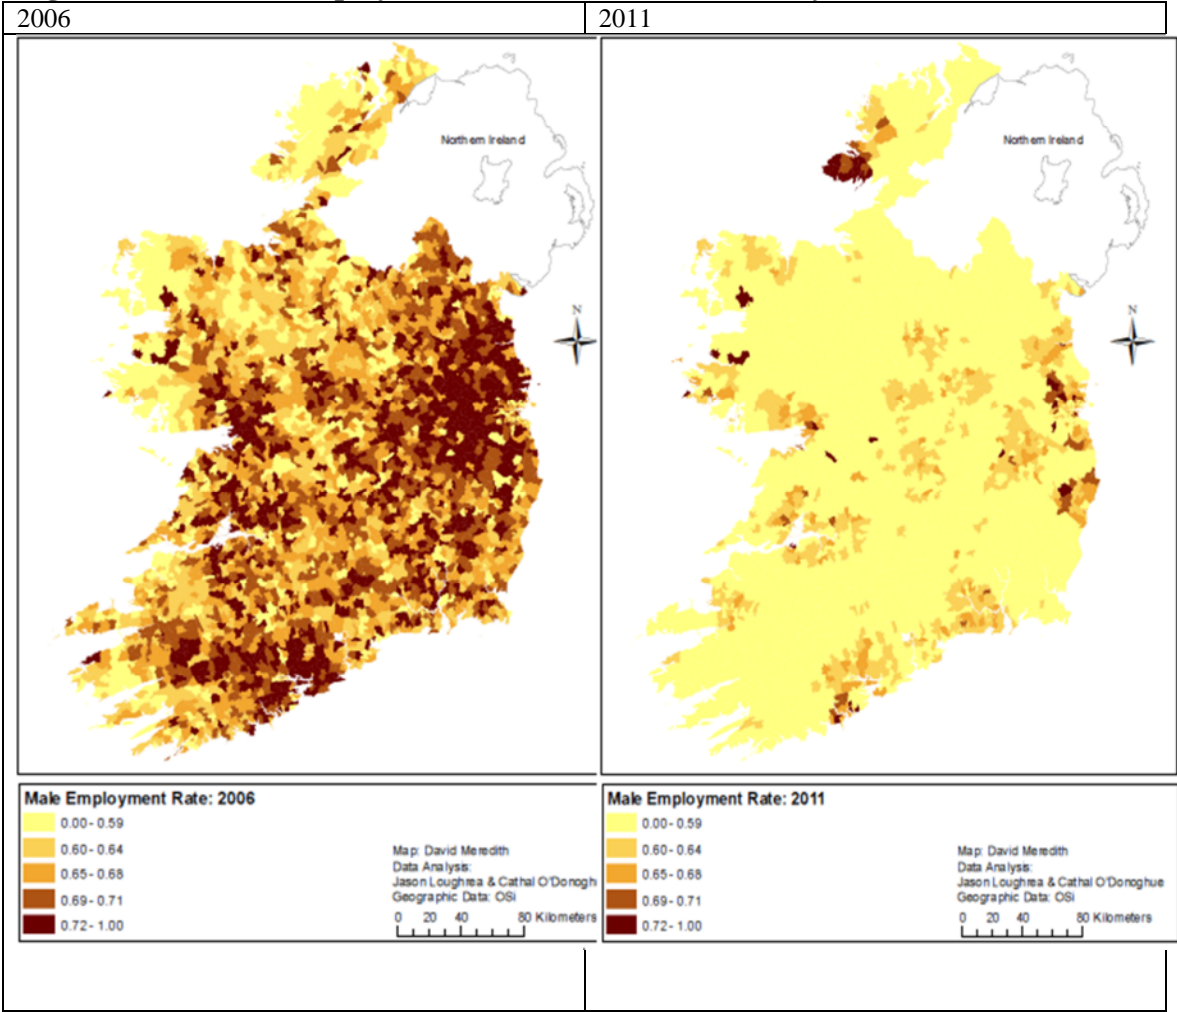 2006
2011
Northern Ireland
N
Northern Ireland
N
Male Employment Rate: 2006
0.00 - 0.59
0.60 - 0.64
0.65 - 0.68
0.69 - 0.71
0.72 - 1.00
Map: David Meredith
Data Analysis:
Jason Loughrea & Cathal O'Donogh
Geographic Data: OSi
0 20 40 80 Kilometers
Male Employment Rate: 2011
0.00 - 0.59
0.60 - 0.64
0.65 - 0.68
0.69 - 0.71
0.72 - 1.00
Map: David Meredith
Data Analysis:
Jason Loughrea & Cathal O'Donoghue
Geographic Data: OSi
0 20 40 80 Kilometers